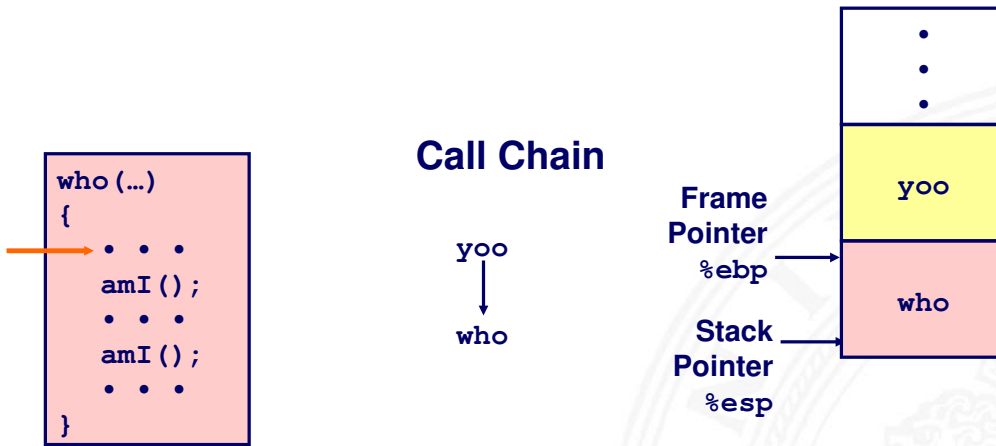 who(…)
{
• • •
amI();
• • •
amI();
• • •
}
Call Chain
yoo
who
Frame
Pointer
%ebp
Stack
Pointer
%esp
•
•
•
yoo
who